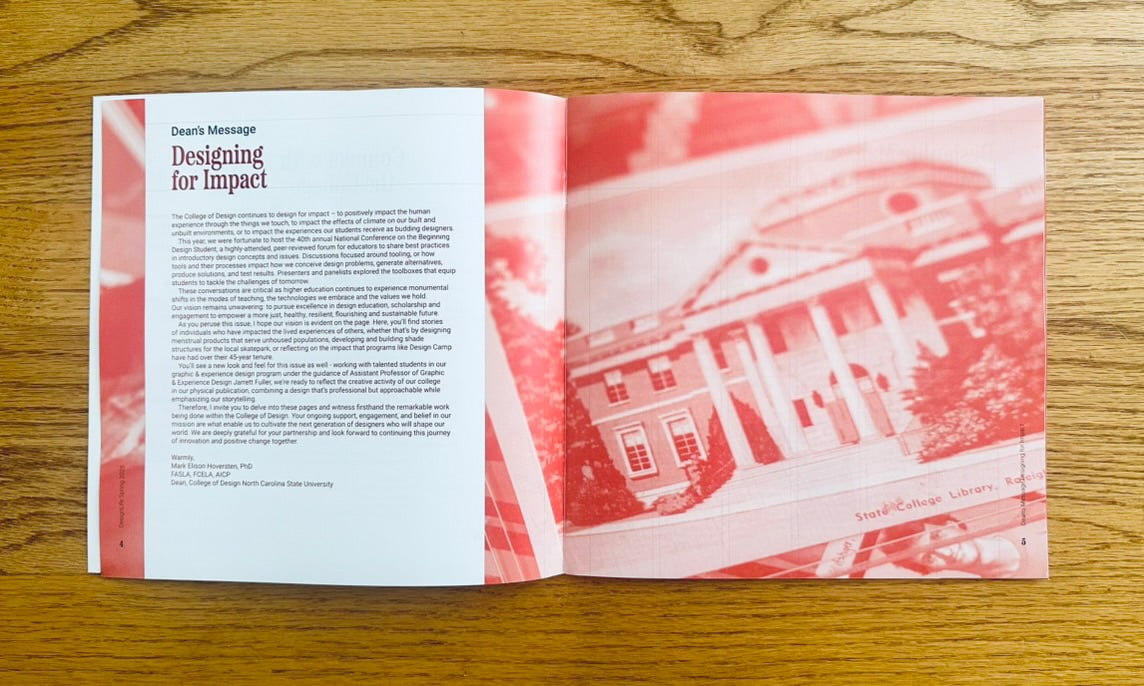 Dean's Message
Designing
for Impact
The College of Design continues to design for impact – to positively impact the human
experience through the things we touch, to impact the effects of climate on our built and
unbuilt environments, or to impact the experiences our students receive as budding designers.
This year, we were fortunate to host the 40th annual National Conference on the Beginning
Design Student, a highly-attended, peer-reviewed forum for educators to share best practices
in introductory design concepts and issues. Discussions focused around tooling, or how
tools and their processes impact how we conceive design problems, generate alternatives,
produce solutions, and test results. Presenters and panelists explored the toolboxes that equip
students to tackle the challenges of tomorrow.
These conversations are critical as higher education continues to experience monumental
shifts in the modes of teaching, the technologies we embrace and the values we hold.
Our vision remains unwavering: to pursue excellence in design education, scholarship and
engagement to empower a more just, healthy, resilient, flourishing and sustainable future.
As you peruse this issue, I hope our vision is evident on the page. Here, you'll find stories
of individuals who have impacted the lived experiences of others, whether that's by designing
menstrual products that serve unhoused populations, developing and building shade
structures for the local skatepark, or reflecting on the impact that programs like Design Camp
have had over their 45-year tenure.
You'll see a new look and feel for this issue as well - working with talented students in our
graphic & experience design program under the guidance of Assistant Professor of Graphic
& Experience Design Jarrett Fuller, we're ready to reflect the creative activity of our college
in our physical publication, combining a design that's professional but approachable while
emphasizing our storytelling.
Therefore, I invite you to delve into these pages and witness firsthand the remarkable work
being done within the College of Design. Your ongoing support, engagement, and belief in our
mission are what enable us to cultivate the next generation of designers who will shape our
world. We are deeply grateful for your partnership and look forward to continuing this journey
of innovation and positive change together.
Warmly,
Mark Elison Hoversten, PhD
FASLA, FCELA, AICP
Dean, College of Design North Carolina State University
DesignLife Spring 2025
4
State College Library, Raleigh
Dean's Message Designing for Impact
5